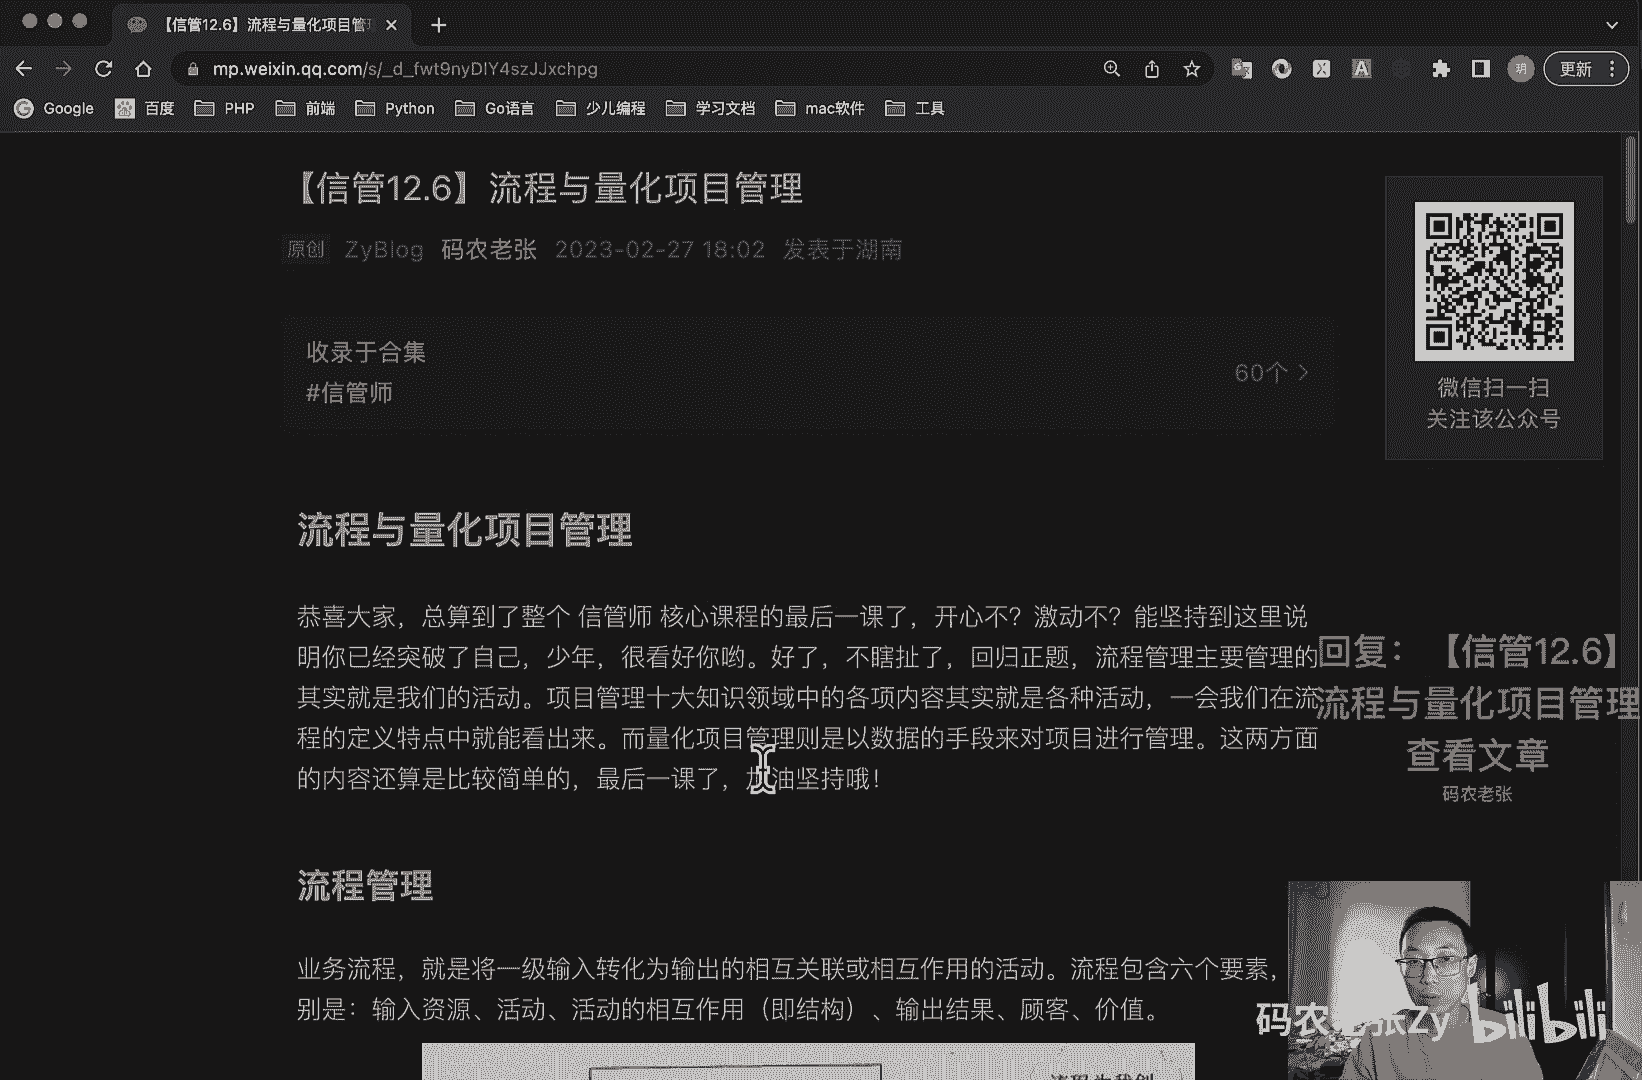 【信管12.6】流程与量化项目管
mp.weixin.qq.com/s/_d_fwt9nyDIY4szJJxchpg
更新
Google 百度 PHP 前端 Python Go语言 少儿编程 学习文档 mac软件 工具
【信管12.6】流程与量化项目管理
原创 ZyBlog 码农老张 2023-02-27 18:02 发表于湖南
收录于合集
#信管师
60个
微信扫一扫
关注该公众号
流程与量化项目管理
恭喜大家，总算到了整个 信管师 核心课程的最后一课了，开心不？激动不？能坚持到这里说
明你已经突破了自己，少年，很看好你哟。好了，不瞎扯了，回归正题，流程管理主要管理的
其实就是我们的活动。项目管理十大知识领域中的各项内容其实就是各种活动，一会我们在流
程的定义特点中就能看出来。而量化项目管理则是以数据的手段来对项目进行管理。这两方面
的内容还算是比较简单的，最后一课了，加油坚持哦！
回复：【信管12.6】
流程与量化项目管理
查看文章
码农老张
流程管理
业务流程，就是将一级输入转化为输出的相互关联或相互作用的活动。流程包含六个要素，
别是：输入资源、活动、活动的相互作用（即结构）、输出结果、顾客、价值。
码农老张Zy bilibili